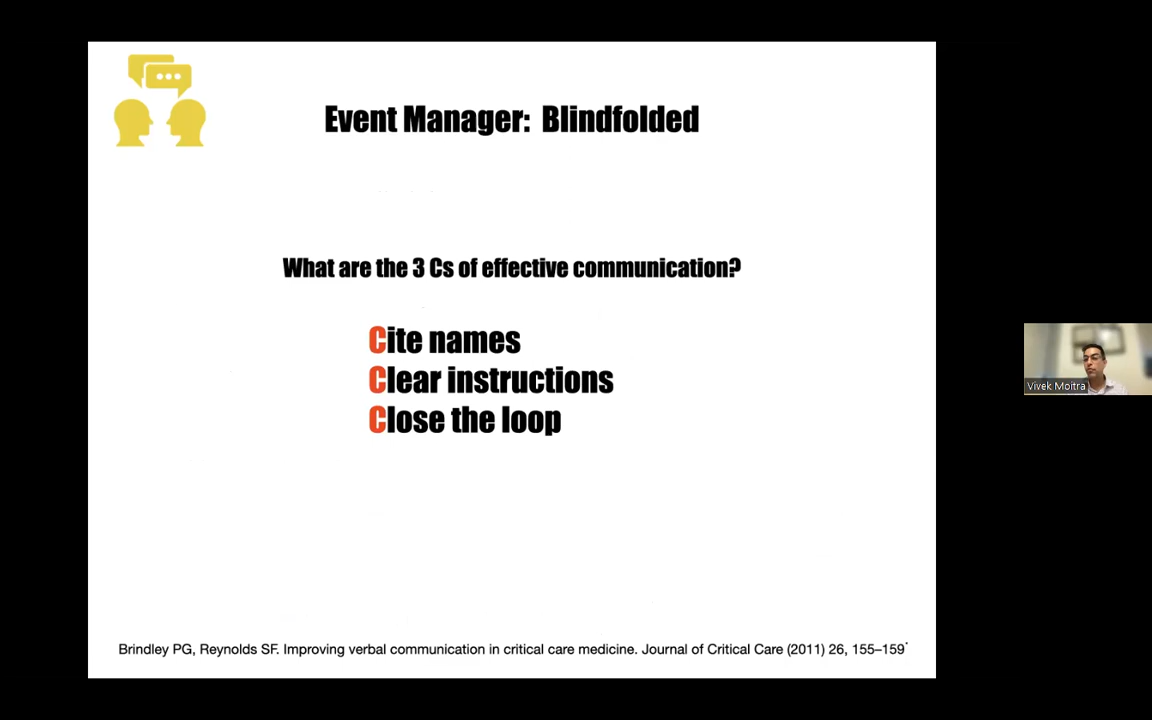 Event Manager: Blindfolded
What are the 3 Cs of effective communication?
Cite names
Clear instructions
Close the loop
Vivek Moitra
Brindley PG, Reynolds SF. Improving verbal communication in critical care medicine. Journal of Critical Care (2011) 26, 155–159